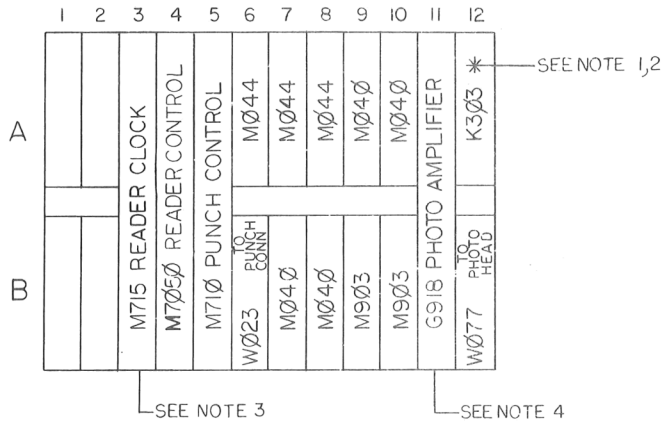 1 2 3 4 5 6 7 8 9 10 11 12
A
B
M715 READER CLOCK
M7Ø5Ø READER CONTROL
M71Ø PUNCH CONTROL
MØ44
MØ44
MØ44
MØ4Ø
MØ4Ø
G918 PHOTO AMPLIFIER
KЗØ3 *
WØ23 TO PUNCH CONN
MØ4Ø
MØ4Ø
M9Ø3
M9Ø3
WØ77 TO PHOTO HEAD
SEE NOTE 1,2
SEE NOTE 3
SEE NOTE 4